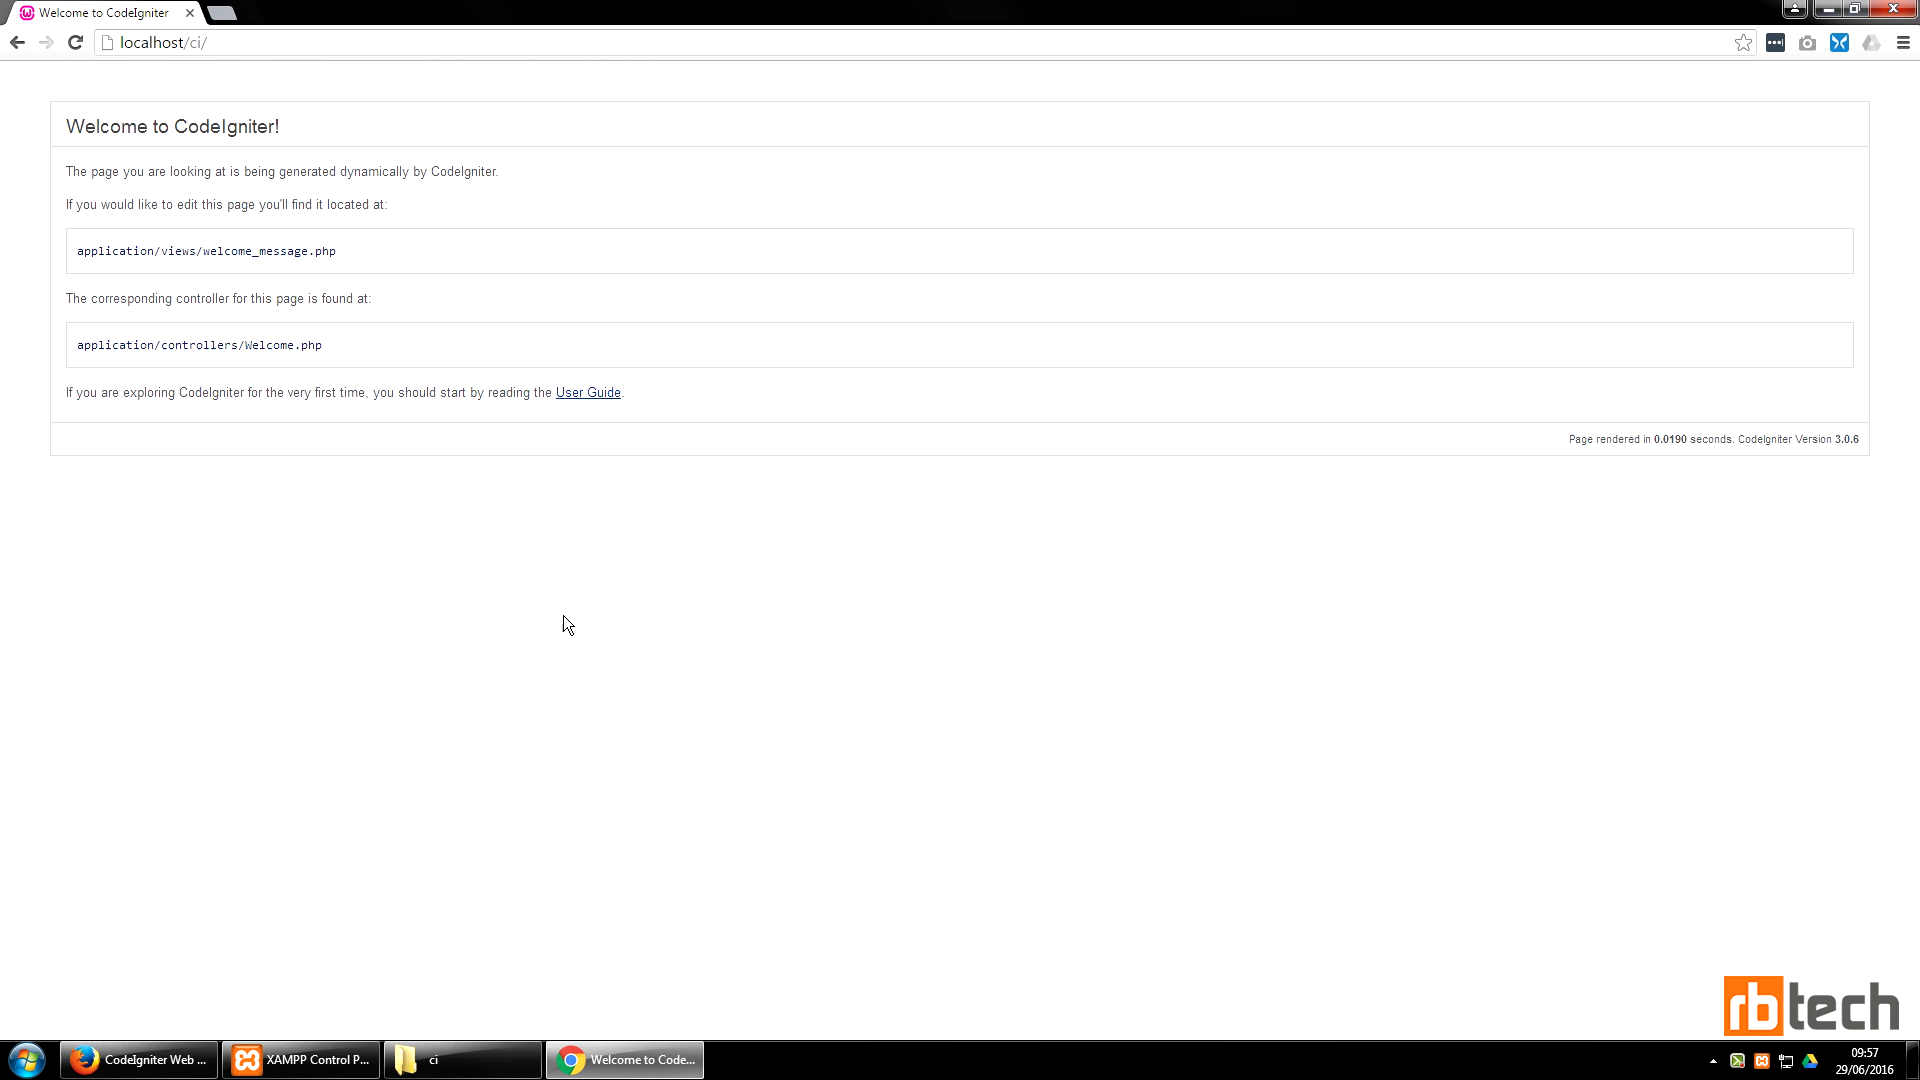 Welcome to CodeIgniter
localhost/ci/
Welcome to CodeIgniter!
The page you are looking at is being generated dynamically by CodeIgniter.
If you would like to edit this page you'll find it located at:
application/views/welcome_message.php
The corresponding controller for this page is found at:
application/controllers/Welcome.php
If you are exploring CodeIgniter for the very first time, you should start by reading the User Guide.
Page rendered in 0.0190 seconds. CodeIgniter Version 3.0.6
rbtech
CodeIgniter Web ...
XAMPP Control P...
ci
Welcome to Code...
09:57
29/06/2016